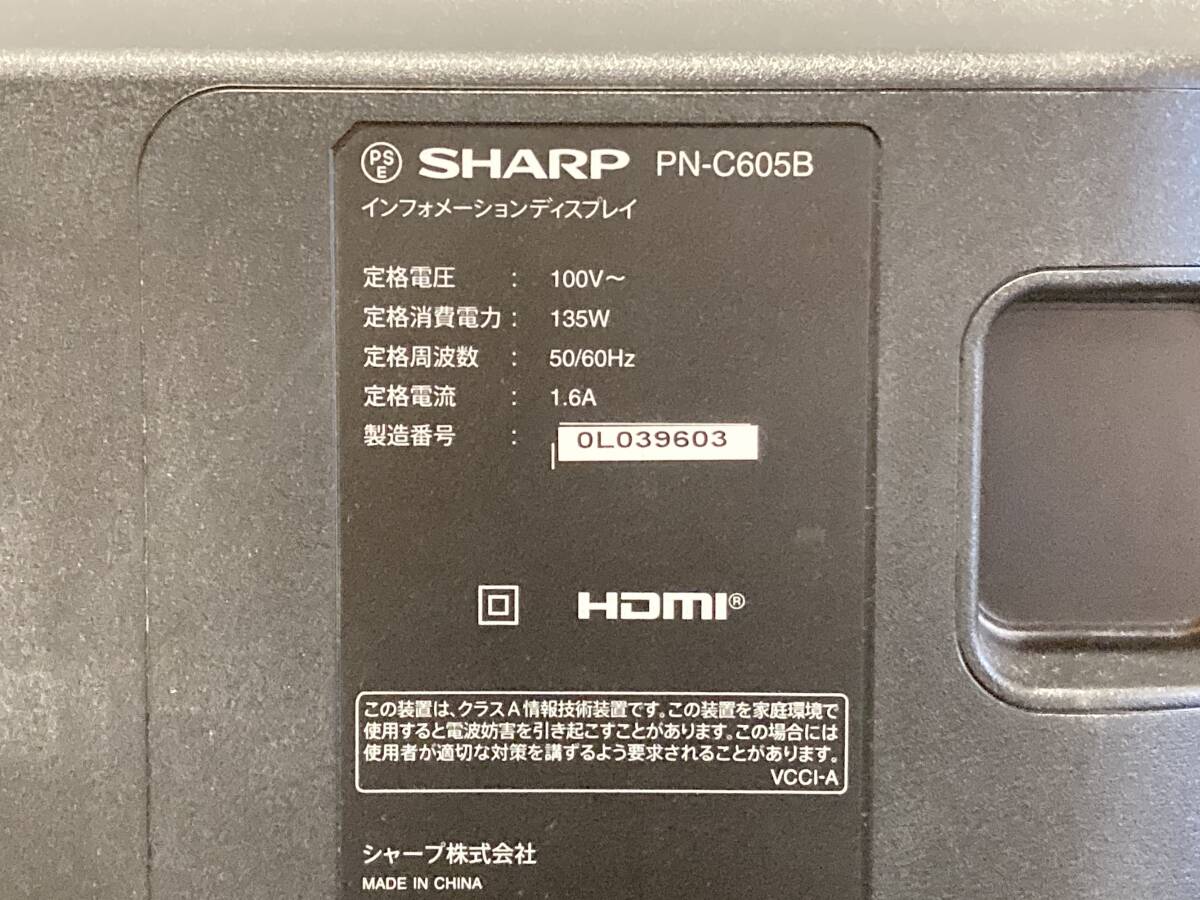 PS E SHARP PN-C605B
インフォメーションディスプレイ
定格電圧 : 100V〜
定格消費電力 : 135W
定格周波数 : 50/60Hz
定格電流 : 1.6A
製造番号 : 0L039603
HDMI®
この装置は、クラスA情報技術装置です。この装置を家庭環境で
使用すると電波妨害を引き起こすことがあります。この場合には
使用者が適切な対策を講ずるよう要求されることがあります。
VCCI-A
シャープ株式会社
MADE IN CHINA